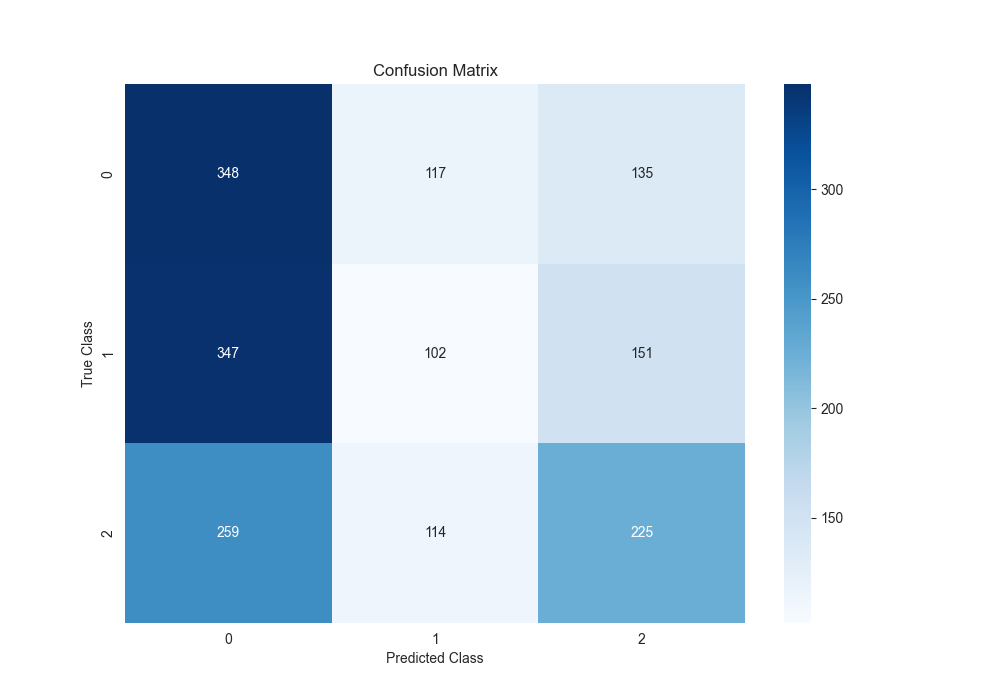 Confusion Matrix
0 348 117 135
1 347 102 151
2 259 114 225
0 1 2
Predicted Class
True Class
300
250
200
150